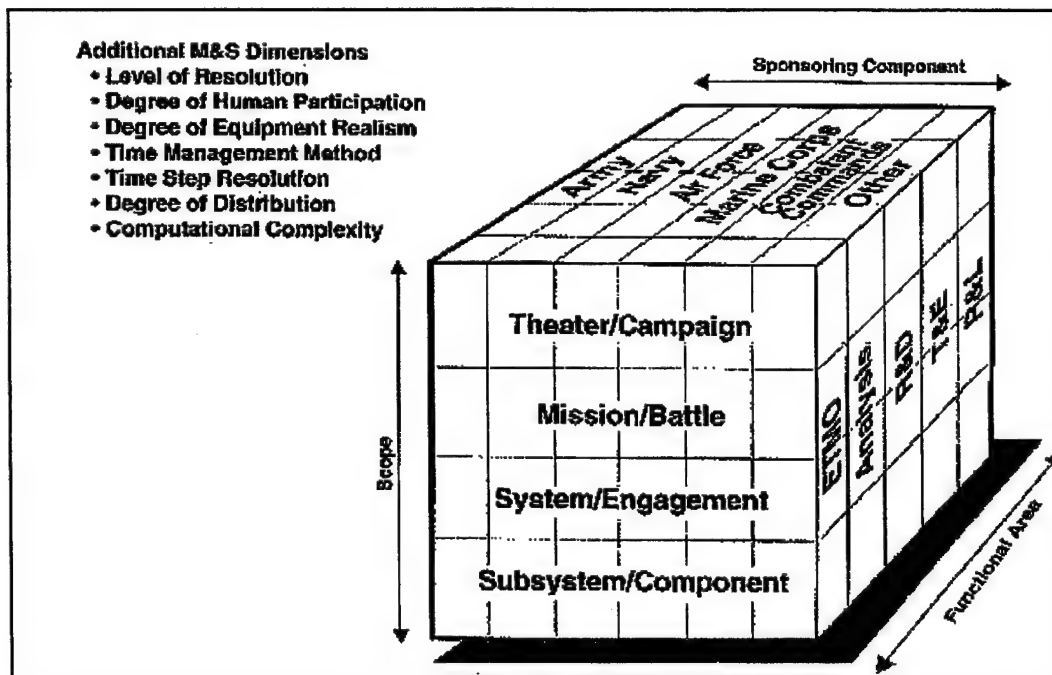 Additional M&S Dimensions
• Level of Resolution
• Degree of Human Participation
• Degree of Equipment Realism
• Time Management Method
• Time Step Resolution
• Degree of Distribution
• Computational Complexity
Sponsoring Component
Army
Navy
Air Force
Marine Corps
Combatant
Commands
Other
Scope
Theater/Campaign
Mission/Battle
System/Engagement
Subsystem/Component
ETMO
Analysis
R&D
T&E
P&L
Functional Area